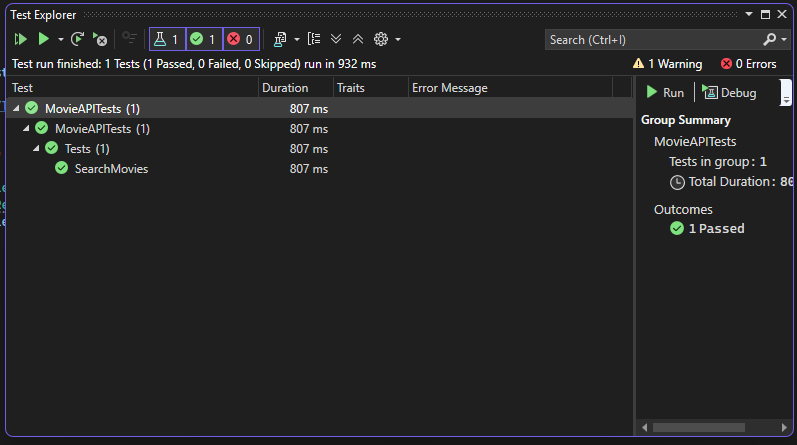 Test Explorer
1 1 0
Search (Ctrl+I)
Test run finished: 1 Tests (1 Passed, 0 Failed, 0 Skipped) run in 932 ms
1 Warning 0 Errors
Test Duration Traits Error Message
MovieAPITests (1) 807 ms
MovieAPITests (1) 807 ms
Tests (1) 807 ms
SearchMovies 807 ms
Run Debug
Group Summary
MovieAPITests
Tests in group: 1
Total Duration: 80
Outcomes
1 Passed